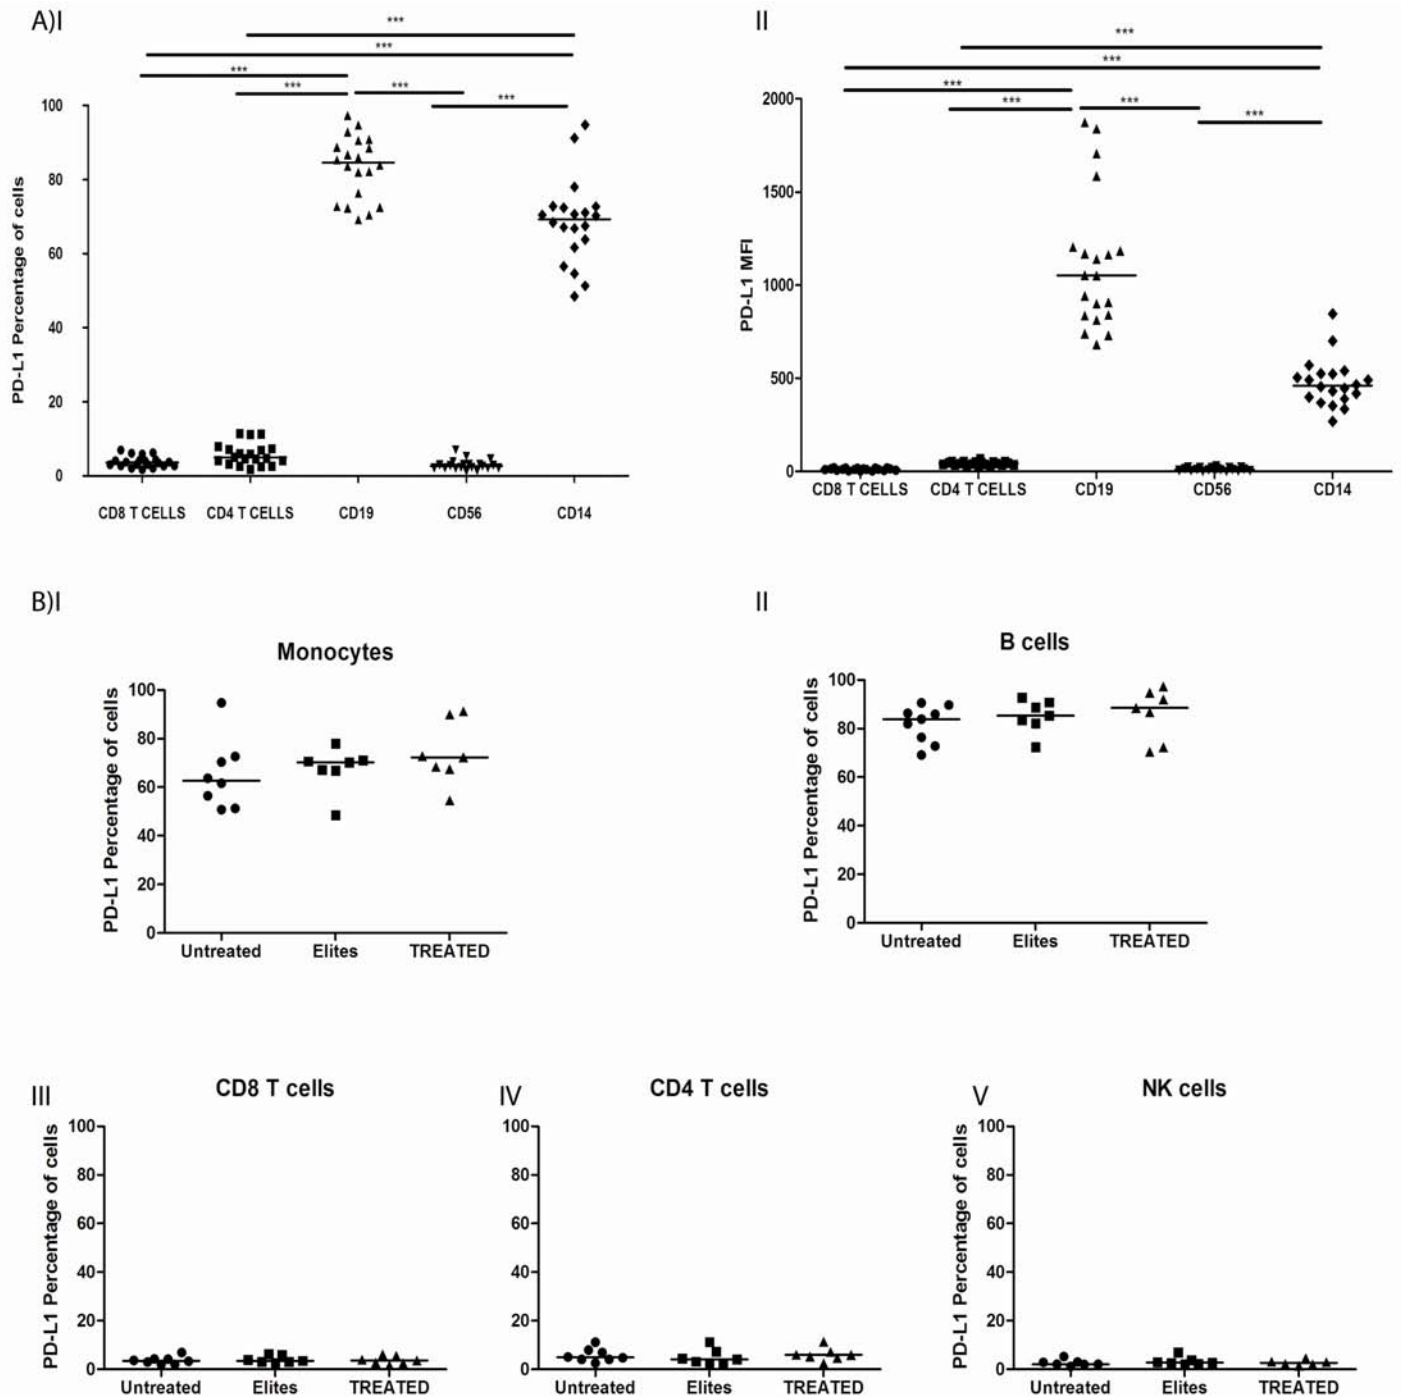 A)I
***
***
***
***
***
***
PD-L1 Percentage of cells
100
80
60
40
20
0
CD8 T CELLS
CD4 T CELLS
CD19
CD56
CD14
II
***
***
***
***
***
***
PD-L1 MFI
2000
1500
1000
500
0
CD8 T CELLS
CD4 T CELLS
CD19
CD56
CD14
B)I
Monocytes
PD-L1 Percentage of cells
100
80
60
40
20
0
Untreated
Elites
TREATED
II
B cells
PD-L1 Percentage of cells
100
80
60
40
20
0
Untreated
Elites
TREATED
III
CD8 T cells
PD-L1 Percentage of cells
100
80
60
40
20
0
Untreated
Elites
TREATED
IV
CD4 T cells
PD-L1 Percentage of cells
100
80
60
40
20
0
Untreated
Elites
TREATED
V
NK cells
PD-L1 Percentage of cells
100
80
60
40
20
0
Untreated
Elites
TREATED